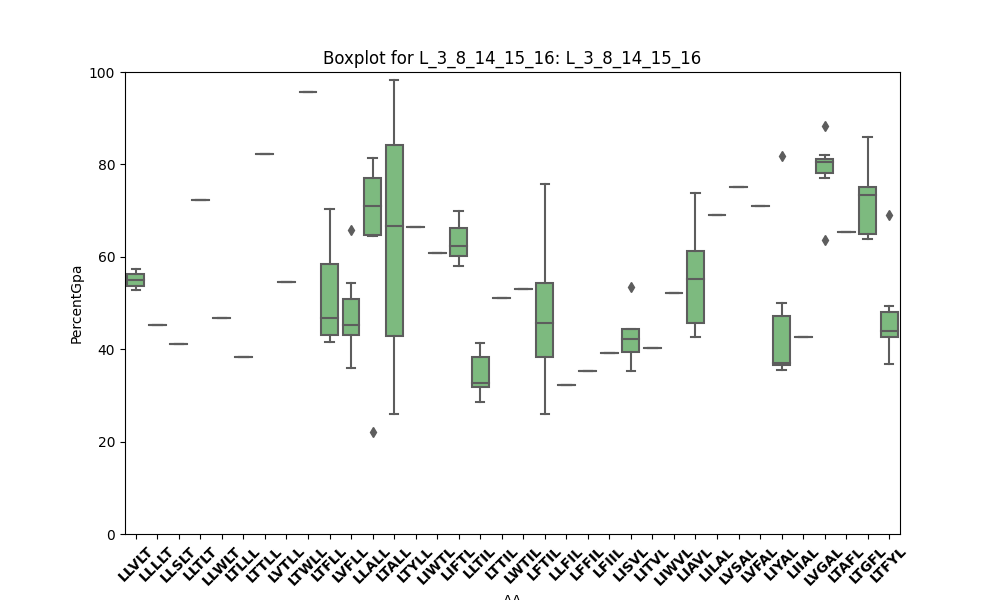 Boxplot for L_3_8_14_15_16: L_3_8_14_15_16
PercentGpa
100
80
60
40
20
0
LLVLT
LLLLT
LLSLT
LLTLT
LLWLT
LTLLL
LTTLL
LVTLL
LTWLL
LTFLL
LVFLL
LLALL
LTALL
LTYLL
LIWTL
LIFTL
LLTIL
LTTIL
LWTIL
LFTIL
LLFIL
LFFIL
LFIIL
LISVL
LITVL
LIWVL
LIAVL
LILAL
LVSAL
LVFAL
LIYAL
LIIAL
LVGAL
LTAFL
LTGFL
LTFYL
AA